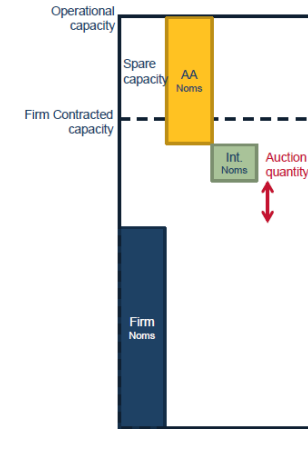 Operational
capacity
Spare
capacity
AA
Noms
Firm Contracted
capacity
Int.
Noms
Auction
quantity
Firm
Noms